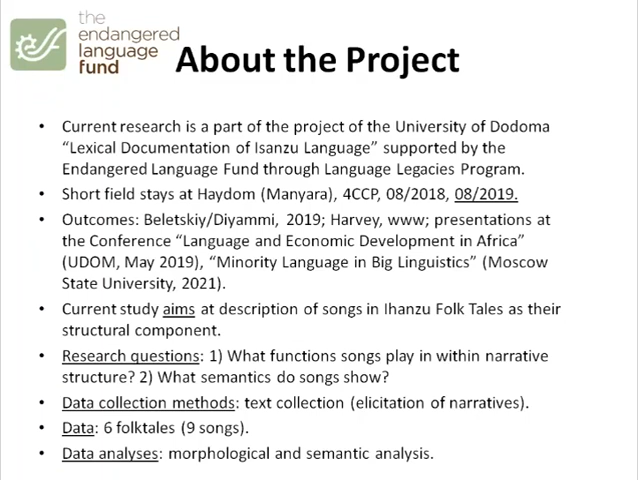 the
endangered
language
fund
About the Project
• Current research is a part of the project of the University of Dodoma
“Lexical Documentation of Isanzu Language” supported by the
Endangered Language Fund through Language Legacies Program.
• Short field stays at Haydom (Manyara), 4CCP, 08/2018, 08/2019.
• Outcomes: Beletskiy/Diyammi, 2019; Harvey, www; presentations at
the Conference “Language and Economic Development in Africa”
(UDOM, May 2019), “Minority Language in Big Linguistics” (Moscow
State University, 2021).
• Current study aims at description of songs in Ihanzu Folk Tales as their
structural component.
• Research questions: 1) What functions songs play in within narrative
structure? 2) What semantics do songs show?
• Data collection methods: text collection (elicitation of narratives).
• Data: 6 folktales (9 songs).
• Data analyses: morphological and semantic analysis.